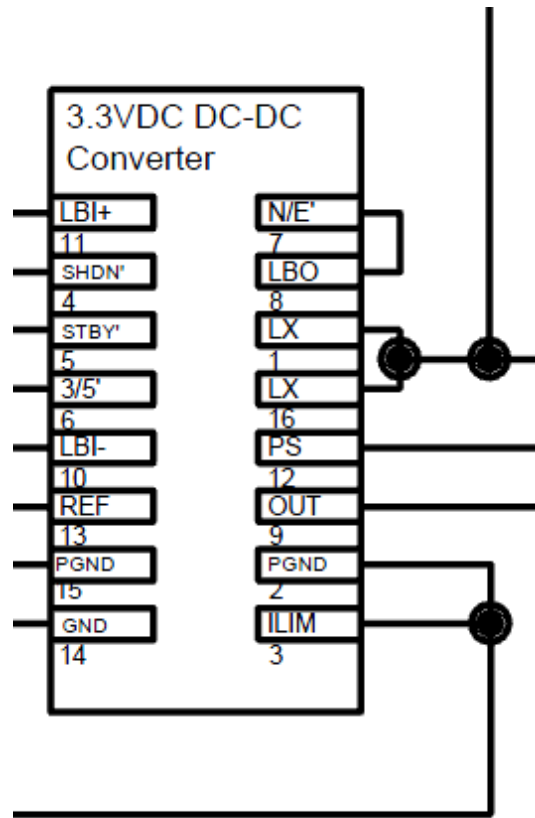 3.3VDC DC-DC
Converter
LBI+
11
SHDN'
4
STBY'
5
3/5'
6
LBI-
10
REF
13
PGND
15
GND
14
N/E'
7
LBO
8
LX
1
LX
16
PS
12
OUT
9
PGND
2
ILIM
3